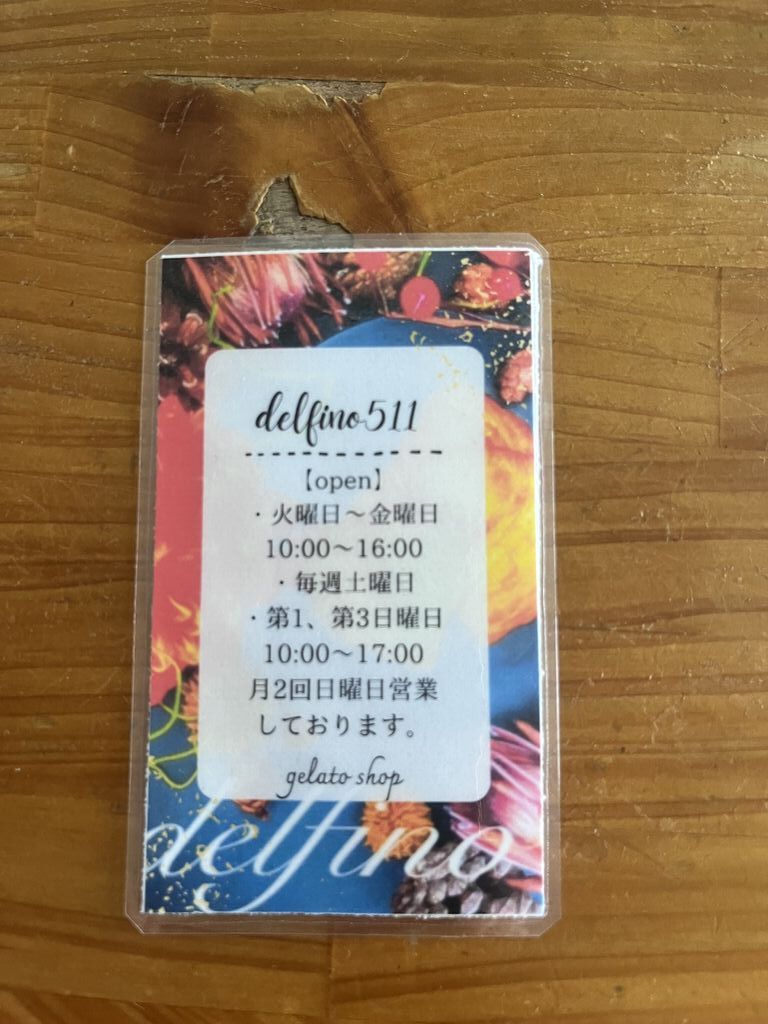 delfino511
【open】
・火曜日～金曜日
10:00～16:00
・毎週土曜日
・第1、第3日曜日
10:00～17:00
月2回日曜日営業
しております。
gelato shop
delfino